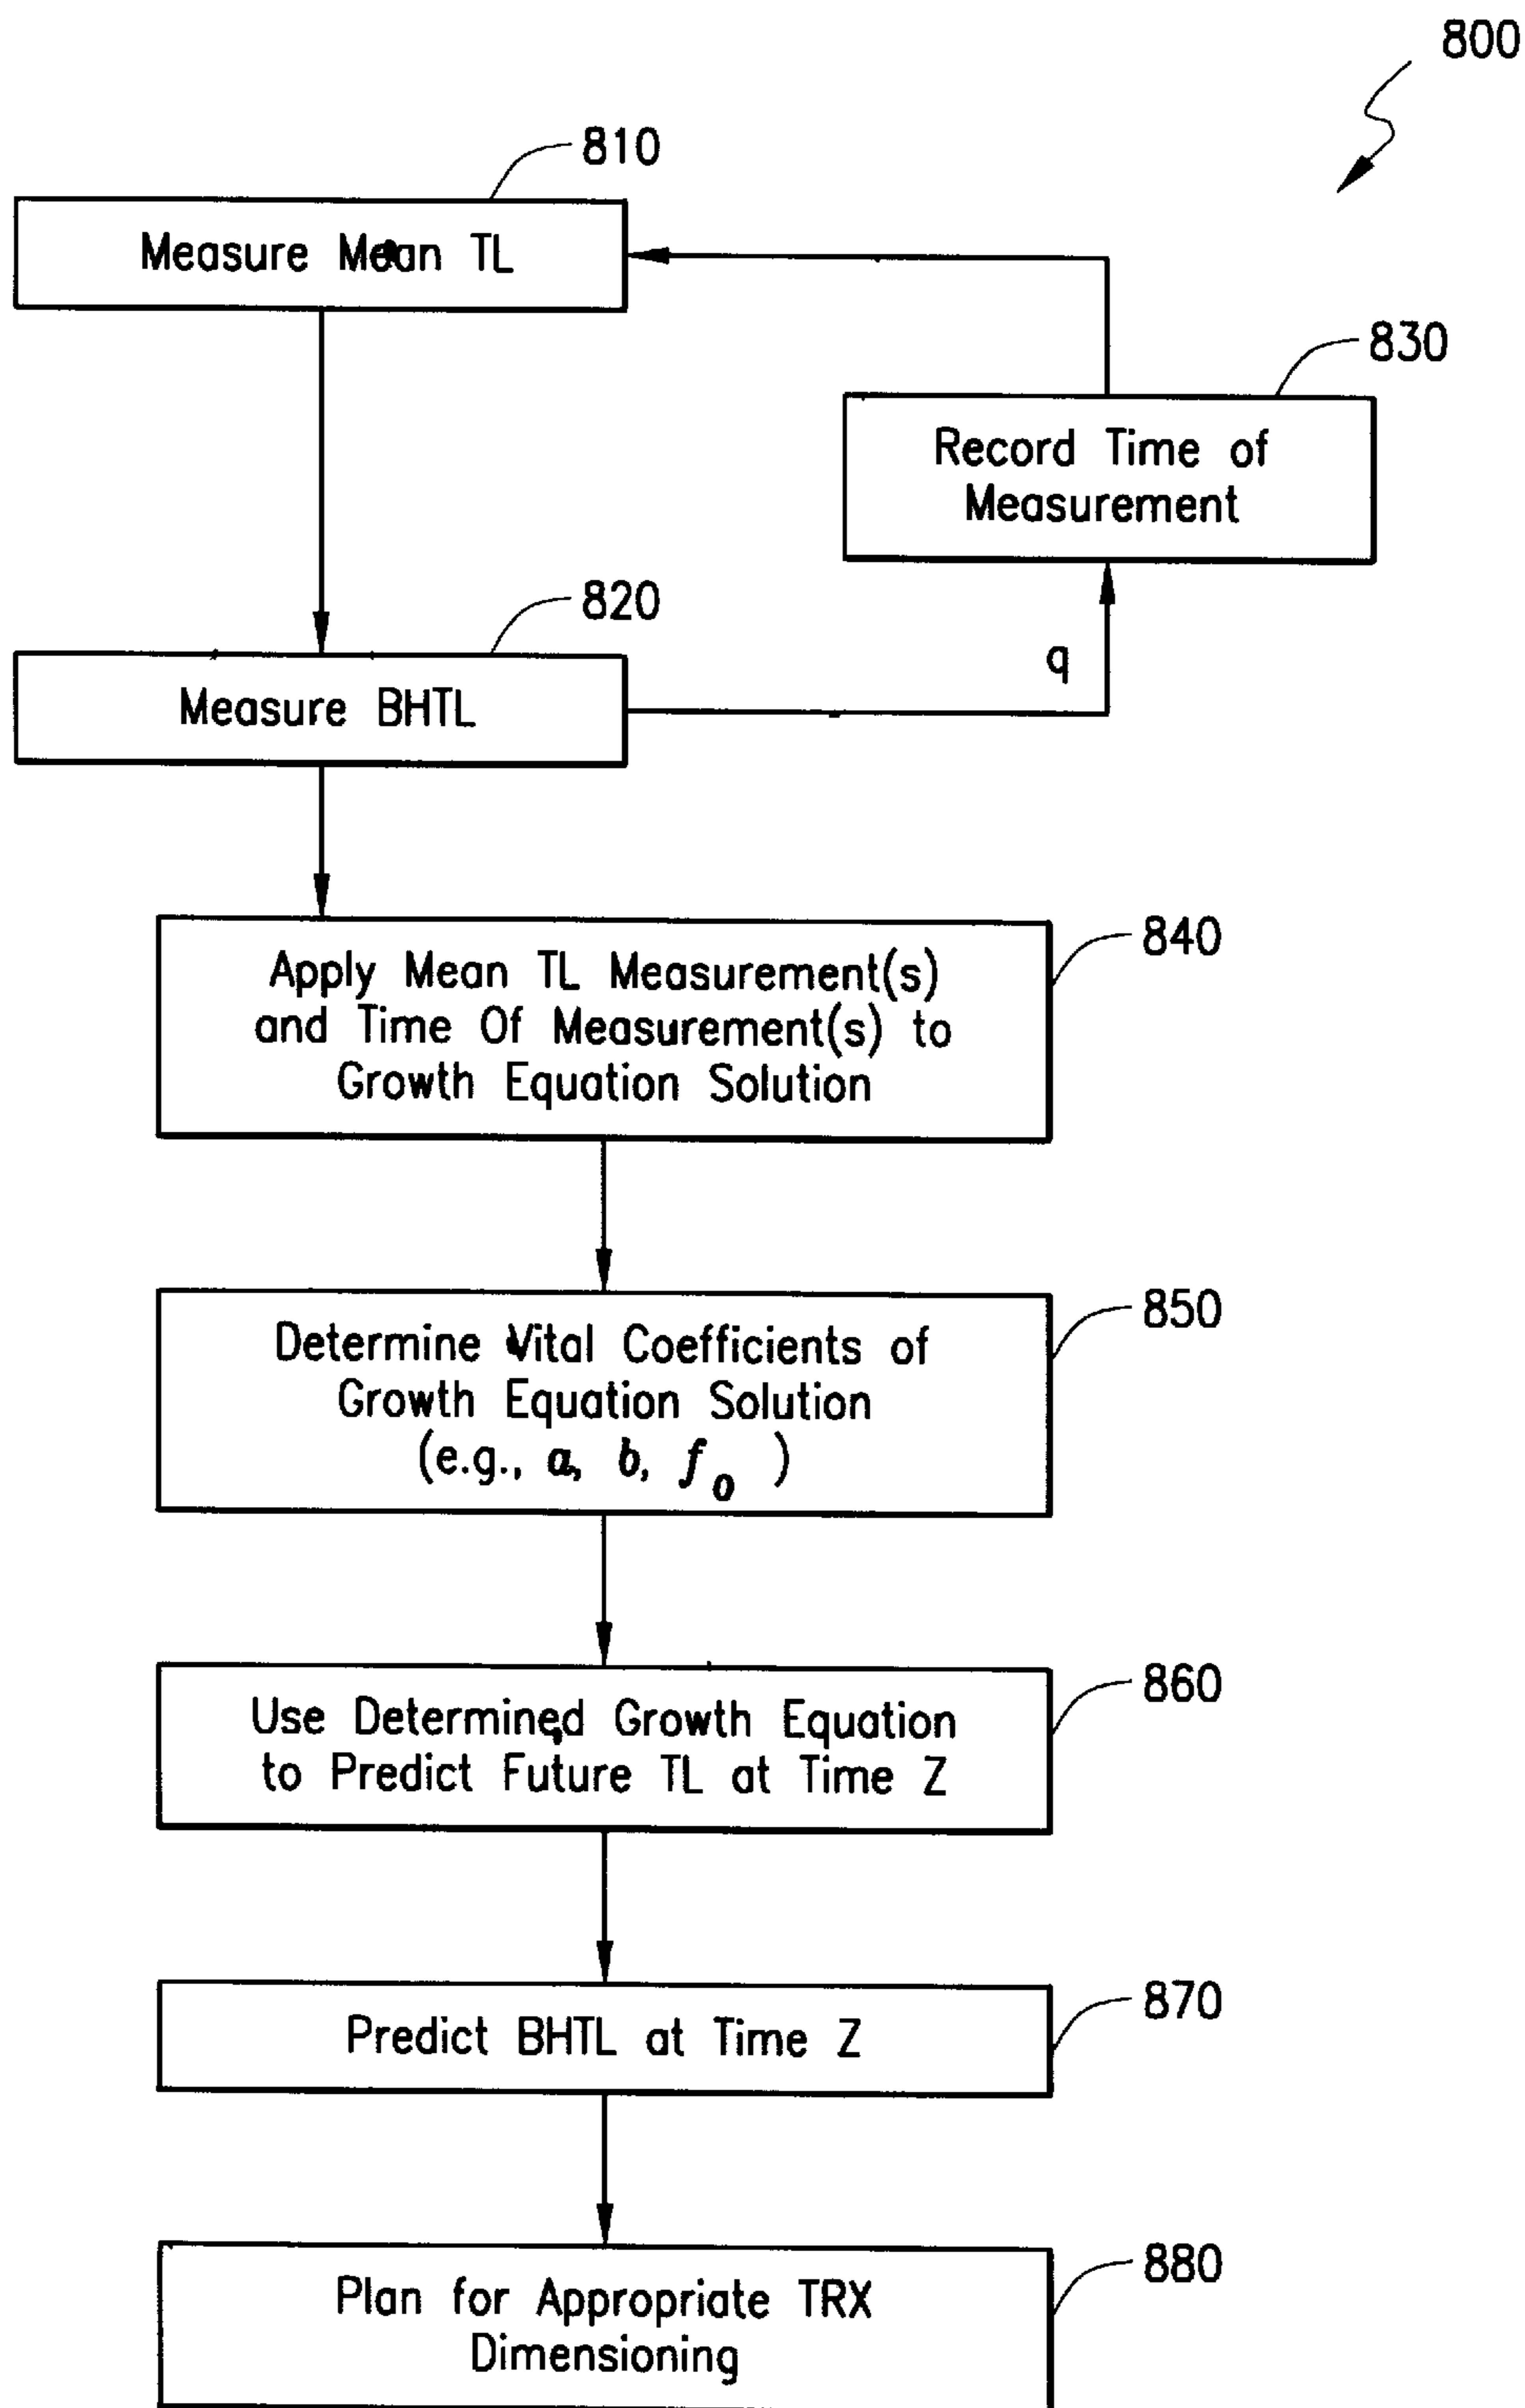 800
810
Measure Mean TL
830
Record Time of
Measurement
820
Measure BHTL
q
840
Apply Mean TL Measurement(s)
and Time Of Measurement(s) to
Growth Equation Solution
850
Determine Vital Coefficients of
Growth Equation Solution
(e.g., a, b, f₀ )
860
Use Determined Growth Equation
to Predict Future TL at Time Z
870
Predict BHTL at Time Z
880
Plan for Appropriate TRX
Dimensioning